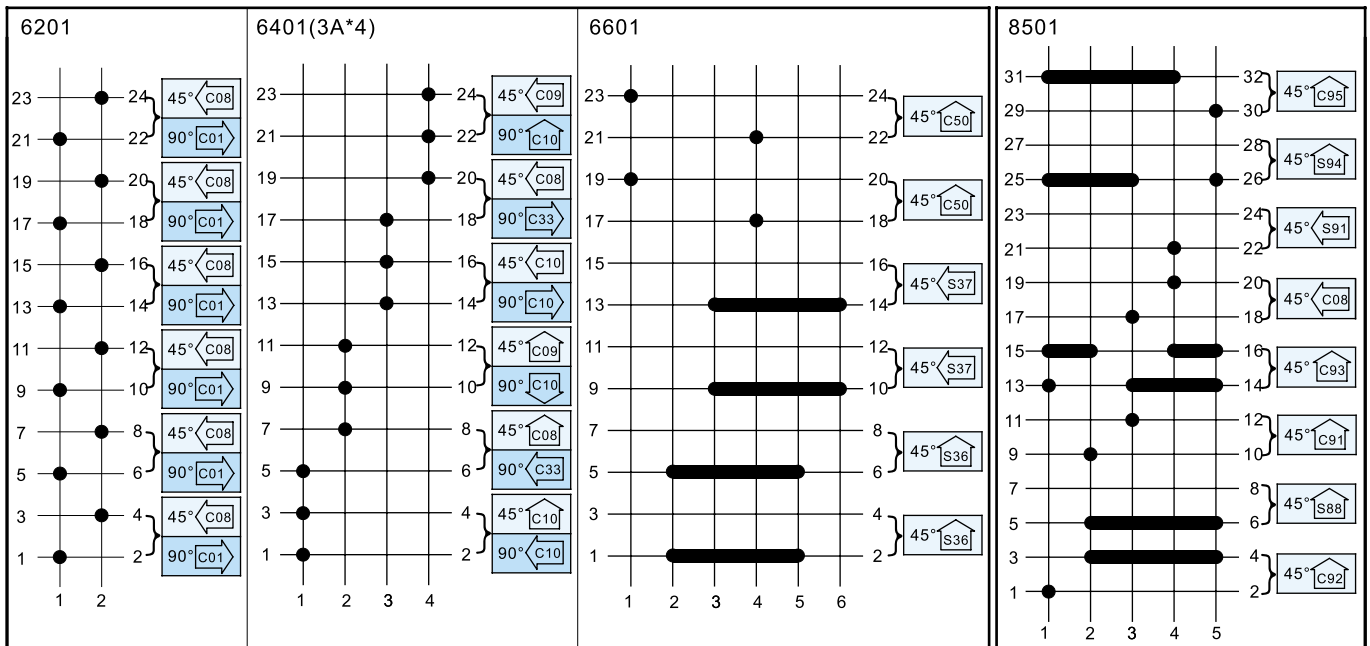 6201
23 24 45° C08
21 22 90° C01
19 20 45° C08
17 18 90° C01
15 16 45° C08
13 14 90° C01
11 12 45° C08
9 10 90° C01
7 8 45° C08
5 6 90° C01
3 4 45° C08
1 2 90° C01
1 2
6401(3A*4)
23 24 45° C09
21 22 90° C10
19 20 45° C08
17 18 90° C33
15 16 45° C10
13 14 90° C10
11 12 45° C09
9 10 90° C10
7 8 45° C08
5 6 90° C33
3 4 45° C10
1 2 90° C10
1 2 3 4
6601
23 24
45° C50
21 22
19 20
45° C50
17 18
15 16
45° S37
13 14
11 12
45° S37
9 10
7 8
45° S36
5 6
3 4
45° S36
1 2
1 2 3 4 5 6
8501
31 32
45° C95
29 30
27 28
45° S94
25 26
23 24
45° S91
21 22
19 20
45° C08
17 18
15 16
45° C93
13 14
11 12
45° C91
9 10
7 8
45° S88
5 6
3 4
45° C92
1 2
1 2 3 4 5